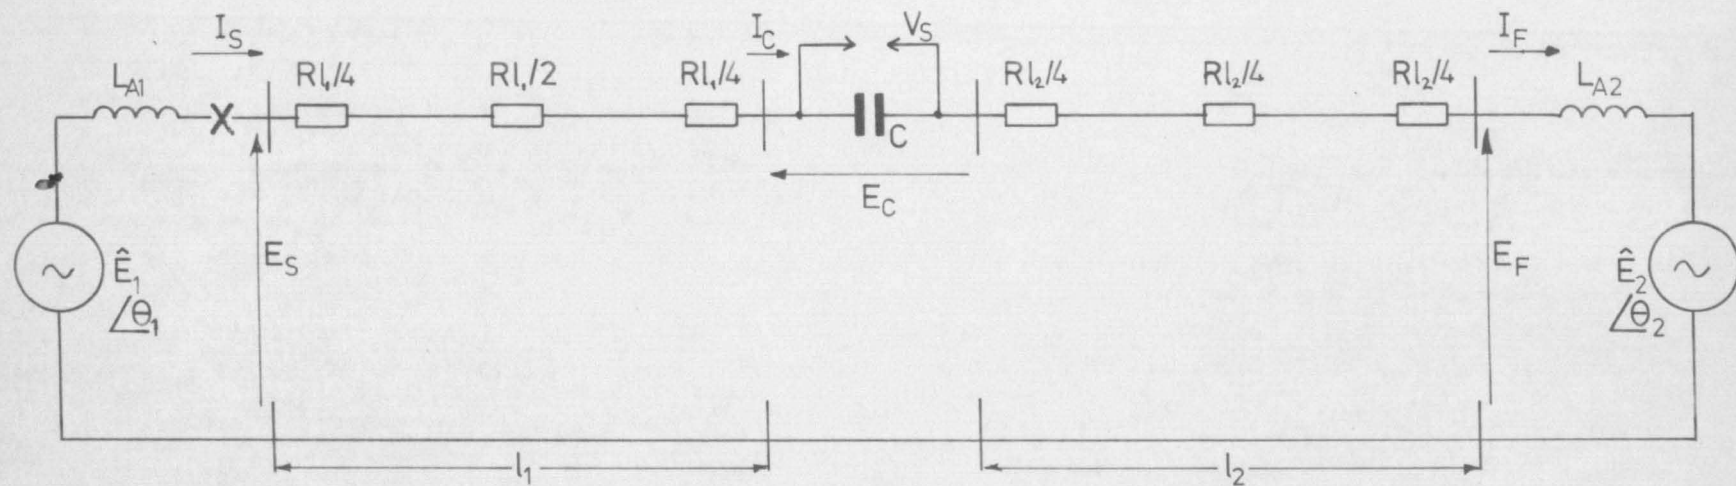 I_S
I_C
V_S
I_F
L_A1
Rl₁/4
Rl₁/2
Rl₁/4
Rl₂/4
Rl₂/4
Rl₂/4
L_A2
C
E_C
Ê₁
∠θ₁
E_S
E_F
Ê₂
∠θ₂
l₁
l₂